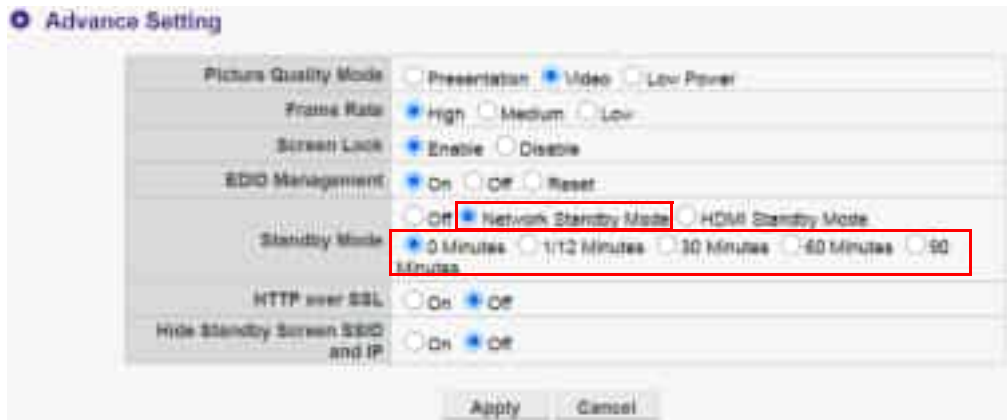 Advance Setting
Picture Quality Mode Presentation Video Low Power
Frame Rate High Medium Low
Screen Lock Enable Disable
EDID Management On Off Reset
Off Network Standby Mode HDMI Standby Mode
Standby Mode 0 Minutes 1/12 Minutes 30 Minutes 60 Minutes 90
Minutes
HTTP over SSL On Off
Hide Standby Screen SSID
and IP On Off
Apply Cancel